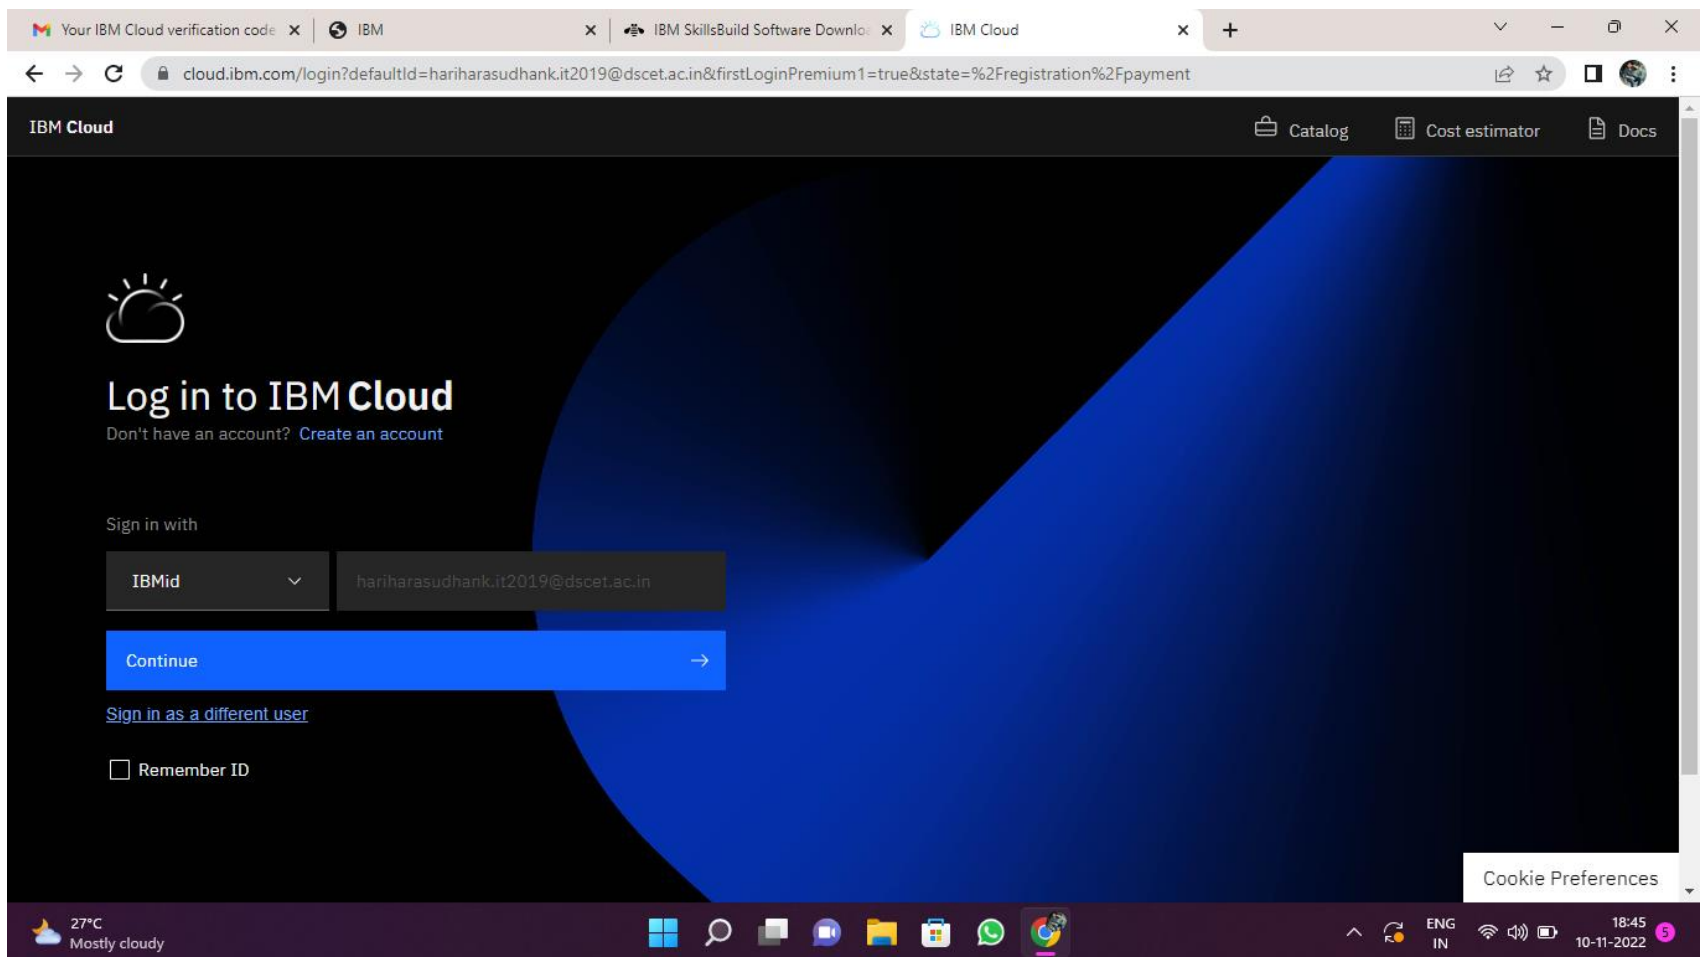 Your IBM Cloud verification code
IBM
IBM SkillsBuild Software Downloa
IBM Cloud
cloud.ibm.com/login?defaultId=hariharasudhank.it2019@dscet.ac.in&firstLoginPremium1=true&state=%2Fregistration%2Fpayment
IBM Cloud
Catalog
Cost estimator
Docs
Log in to IBM Cloud
Don't have an account? Create an account
Sign in with
IBMid
hariharasudhank.it2019@dscet.ac.in
Continue
Sign in as a different user
Remember ID
Cookie Preferences
27°C
Mostly cloudy
ENG
IN
18:45
10-11-2022
5